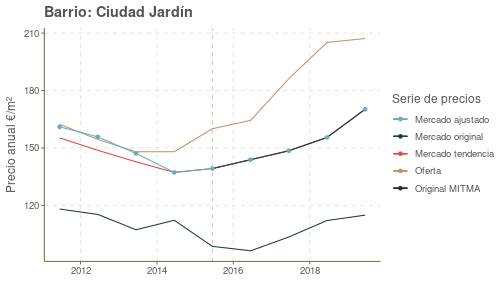 Barrio: Ciudad Jardín
Precio anual €/m²
210
180
150
120
2012
2014
2016
2018
Serie de precios
Mercado ajustado
Mercado original
Mercado tendencia
Oferta
Original MITMA